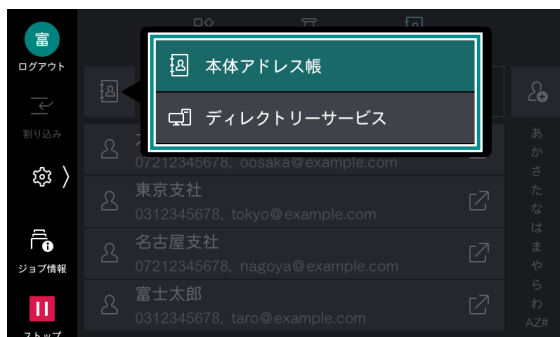 富
ログアウト
割り込み
ジョブ情報
ストップ
本体アドレス帳
ディレクトリーサービス
07212345678, oosaka@example.com
東京支社
0312345678, tokyo@example.com
名古屋支社
07212345678, nagoya@example.com
富士太郎
0312345678, taro@example.com
あ
か
さ
た
な
は
ま
や
ら
わ
AZ#